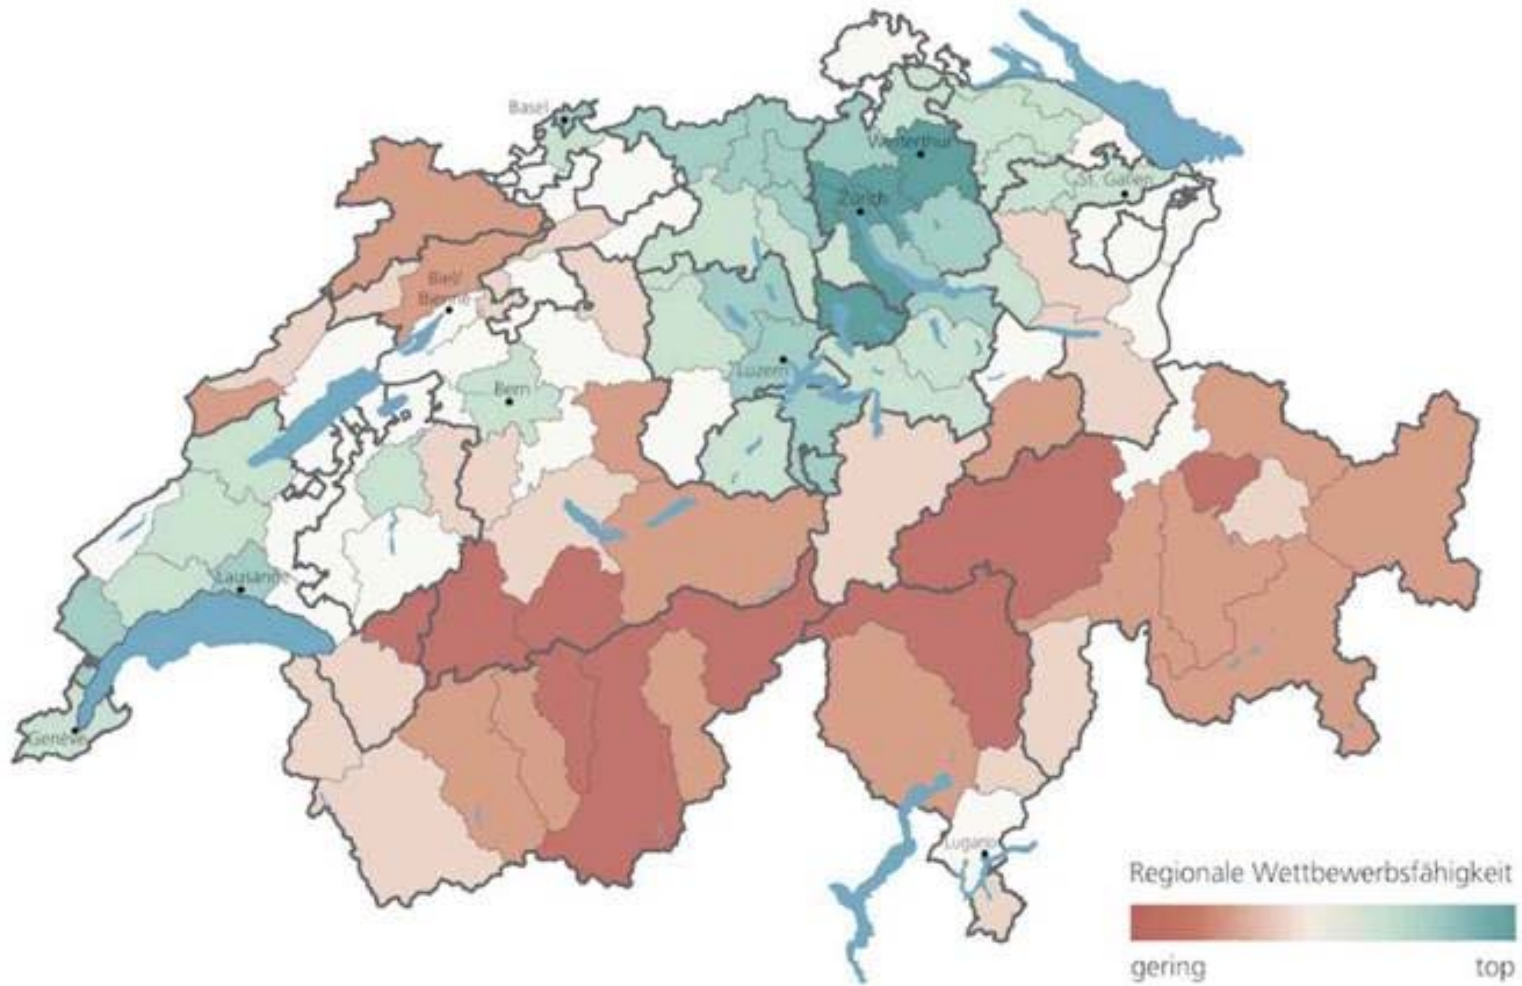 Basel
Winterthur
St. Gallen
Zürich
Biel/
Bienne
Luzern
Bern
Lausanne
Genève
Lugano
Regionale Wettbewerbsfähigkeit
gering
top